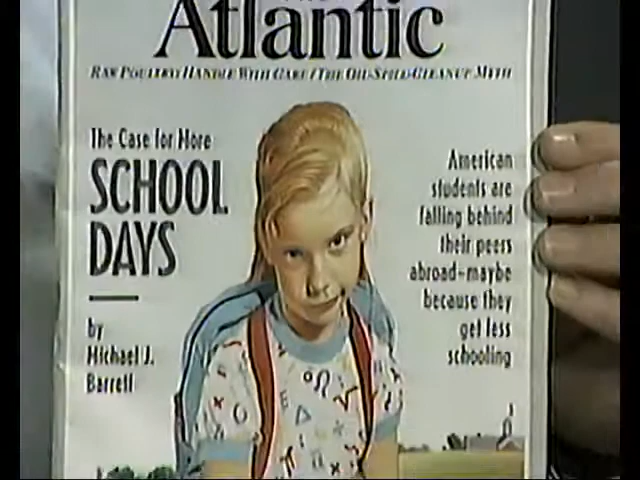 The
Atlantic
RAW POULTRY: HANDLE WITH CARE / THE OIL-SPILL-CLEANUP MYTH
The Case for More
SCHOOL
DAYS
by
Michael J.
Barrett
American
students are
falling behind
their peers
abroad—maybe
because they
get less
schooling